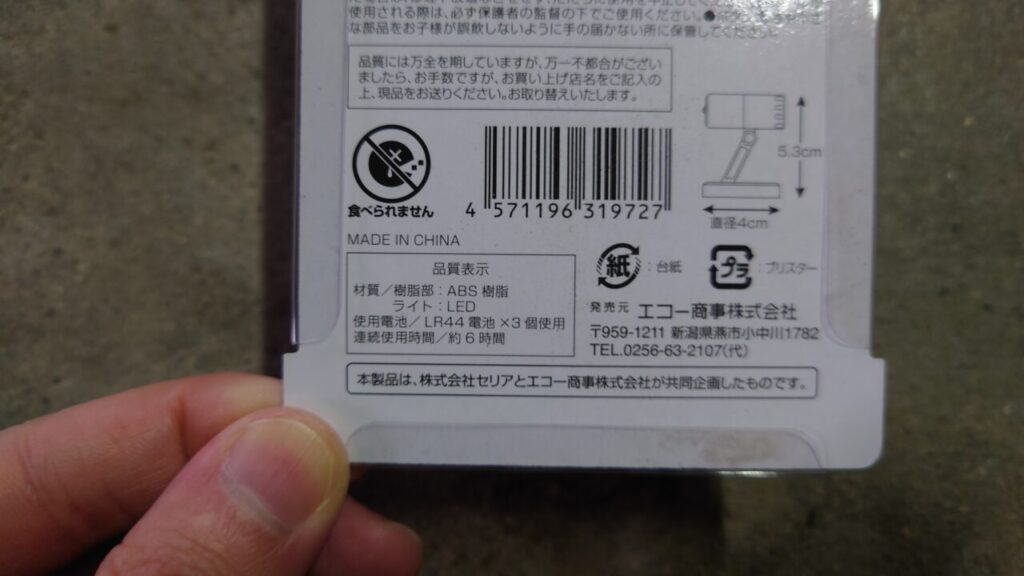 使用される際は、必ず保護者の監督の下でご使用ください。●
な部品をお子様が誤飲しないように手の届かない所に保管してください。
品質には万全を期していますが、万一不都合がござい
ましたら、お手数ですが、お買い上げ店名をご記入の
上、現品をお送りください。お取り替えいたします。
食べられません
4 571196 319727
5.3cm
直径4cm
MADE IN CHINA
品質表示
材質／樹脂部：ABS樹脂
ライト：LED
使用電池／LR44電池×3個使用
連続使用時間／約6時間
紙：台紙
プラ：ブリスター
発売元 エコー商事株式会社
〒959-1211 新潟県燕市小中川1782
TEL.0256-63-2107(代)
本製品は、株式会社セリアとエコー商事株式会社が共同企画したものです。